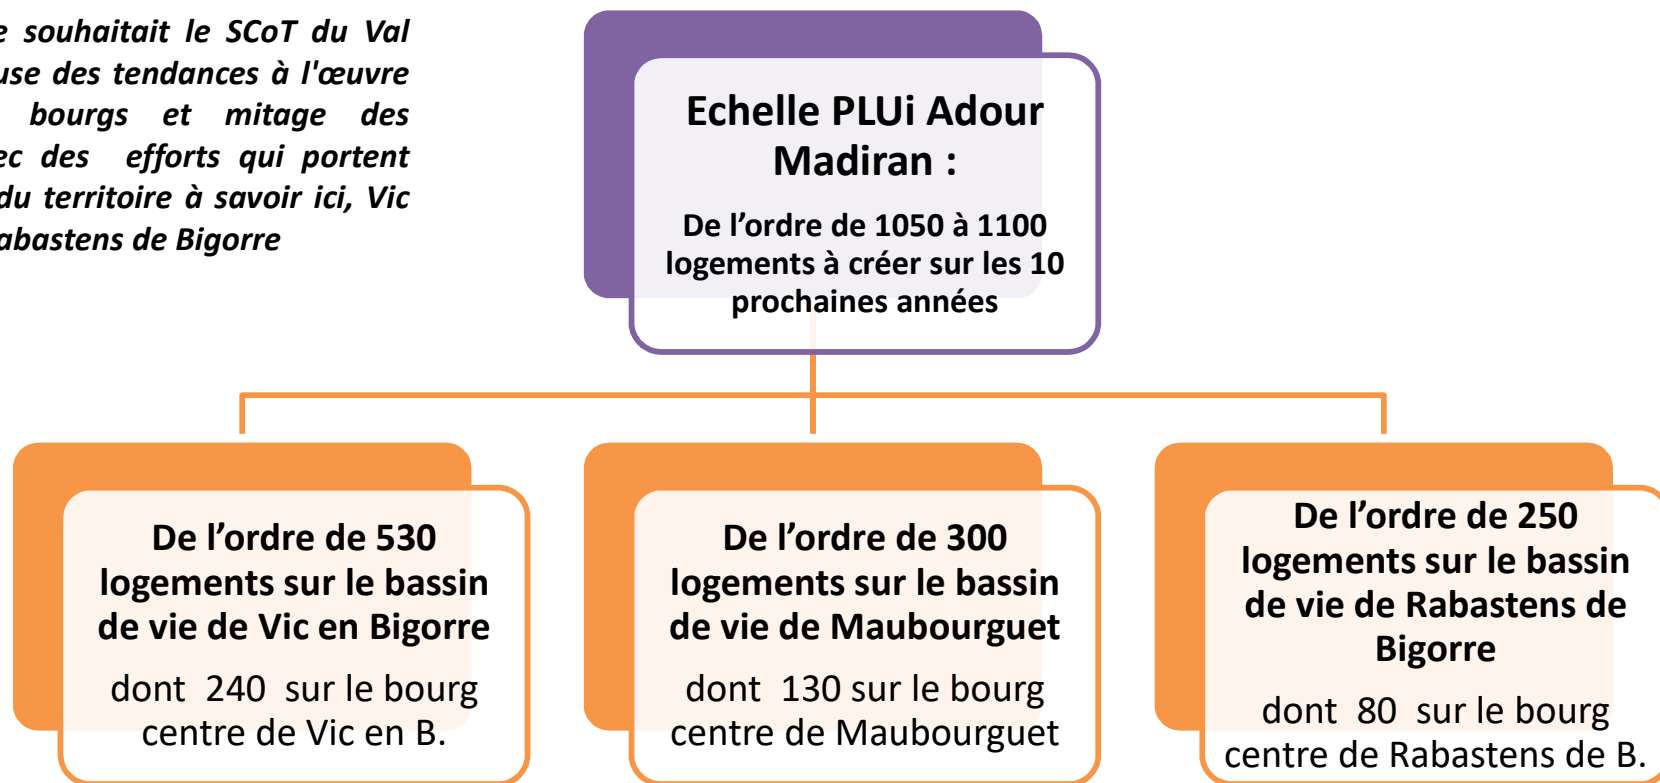 e souhaitait le SCoT du Val
use des tendances à l'œuvre
bourgs et mitage des
ec des efforts qui portent
du territoire à savoir ici, Vic
abastens de Bigorre
Echelle PLUi Adour
Madiran :
De l'ordre de 1050 à 1100
logements à créer sur les 10
prochaines années
De l'ordre de 530
logements sur le bassin
de vie de Vic en Bigorre
dont 240 sur le bourg
centre de Vic en B.
De l'ordre de 300
logements sur le bassin
de vie de Maubourguet
dont 130 sur le bourg
centre de Maubourguet
De l'ordre de 250
logements sur le bassin
de vie de Rabastens de
Bigorre
dont 80 sur le bourg
centre de Rabastens de B.